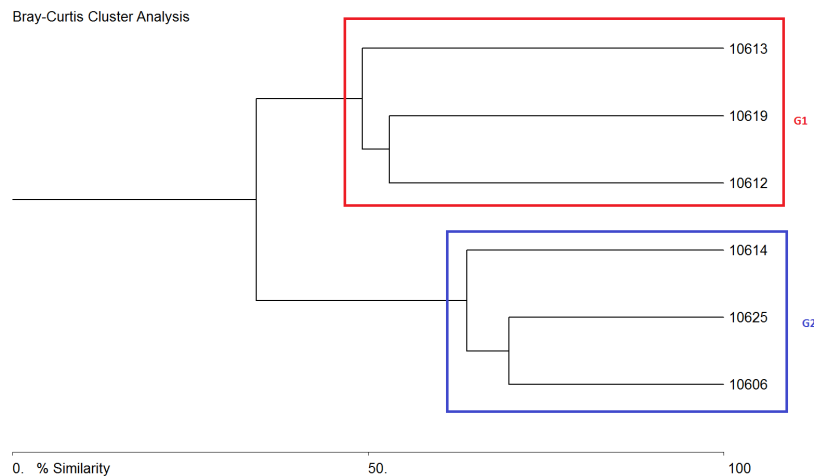 Bray-Curtis Cluster Analysis
10613
10619
G1
10612
10614
10625
G2
10606
0. % Similarity 50. 100